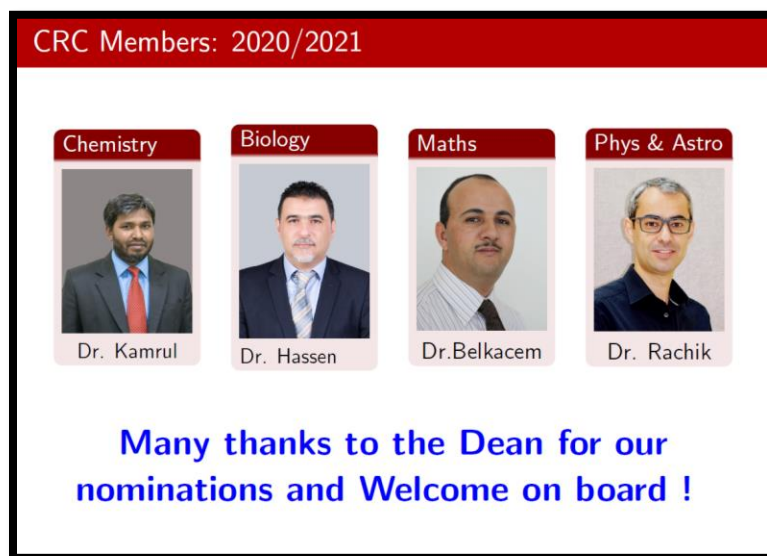 CRC Members: 2020/2021
Chemistry
Biology
Maths
Phys & Astro
Dr. Kamrul
Dr. Hassen
Dr.Belkacem
Dr. Rachik
Many thanks to the Dean for our
nominations and Welcome on board !